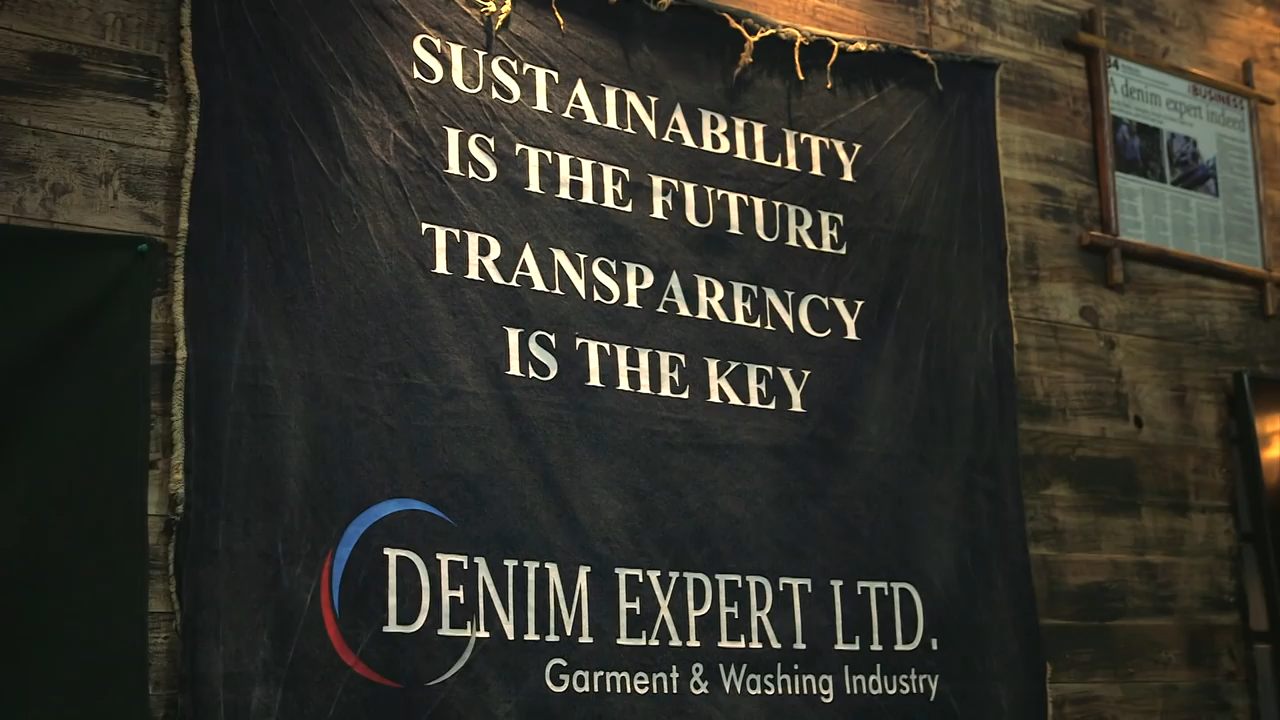 SUSTAINABILITY
IS THE FUTURE
TRANSPARENCY
IS THE KEY
DENIM EXPERT LTD.
Garment & Washing Industry
BUSINESS
A denim expert indeed